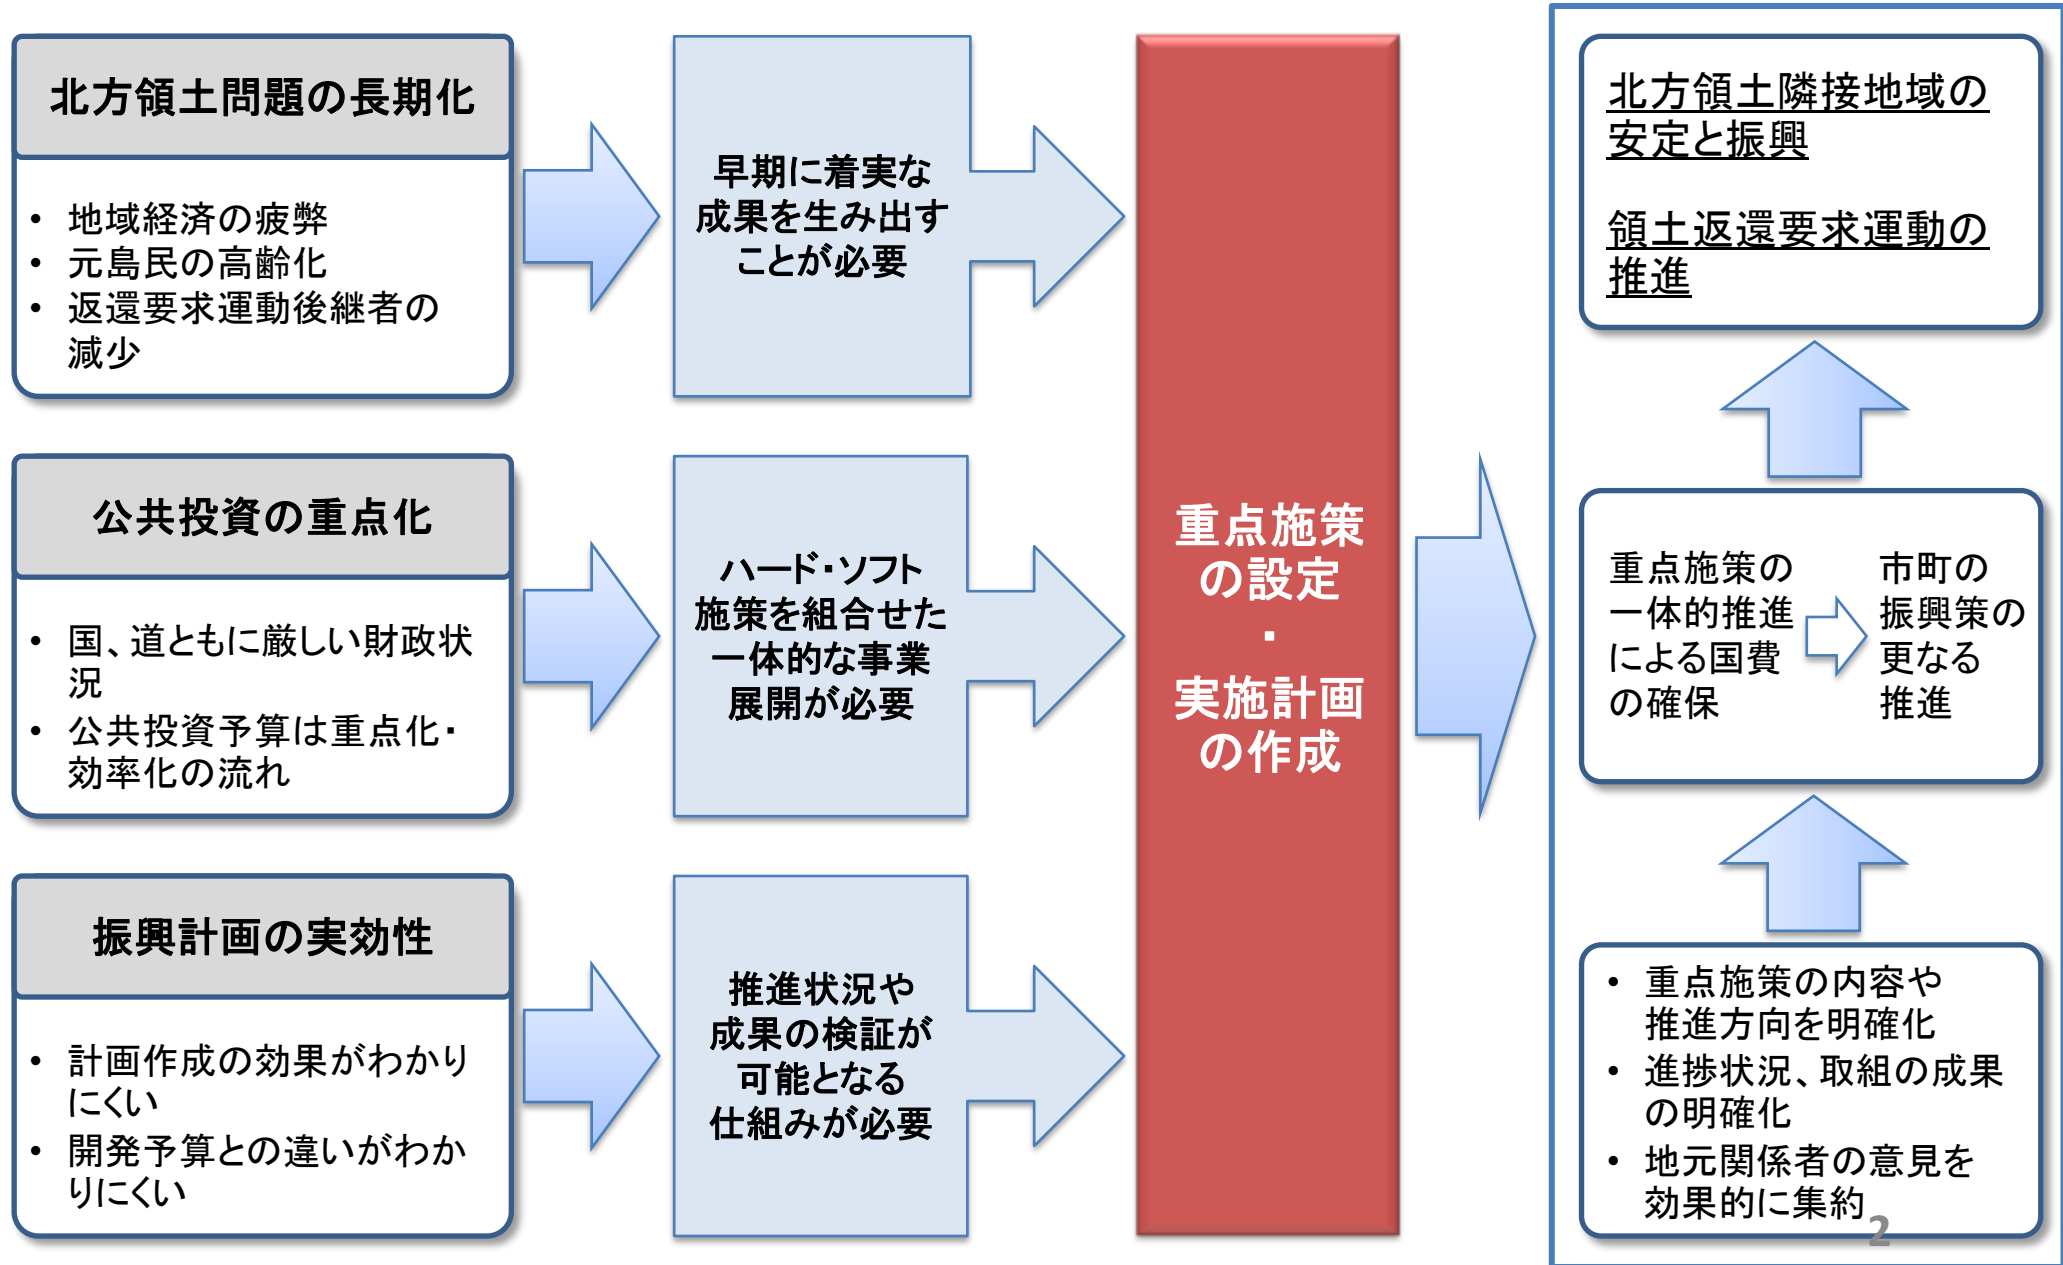 北方領土問題の長期化
• 地域経済の疲弊
• 元島民の高齢化
• 返還要求運動後継者の
減少
早期に着実な
成果を生み出す
ことが必要
公共投資の重点化
• 国、道ともに厳しい財政状
況
• 公共投資予算は重点化・
効率化の流れ
ハード・ソフト
施策を組合せた
一体的な事業
展開が必要
振興計画の実効性
• 計画作成の効果がわかり
にくい
• 開発予算との違いがわか
りにくい
推進状況や
成果の検証が
可能となる
仕組みが必要
重点施策
の設定
・
実施計画
の作成
北方領土隣接地域の
安定と振興
領土返還要求運動の
推進
重点施策の
一体的推進
による国費
の確保
市町の
振興策の
更なる
推進
• 重点施策の内容や
推進方向を明確化
• 進捗状況、取組の成果
の明確化
• 地元関係者の意見を
効果的に集約
2